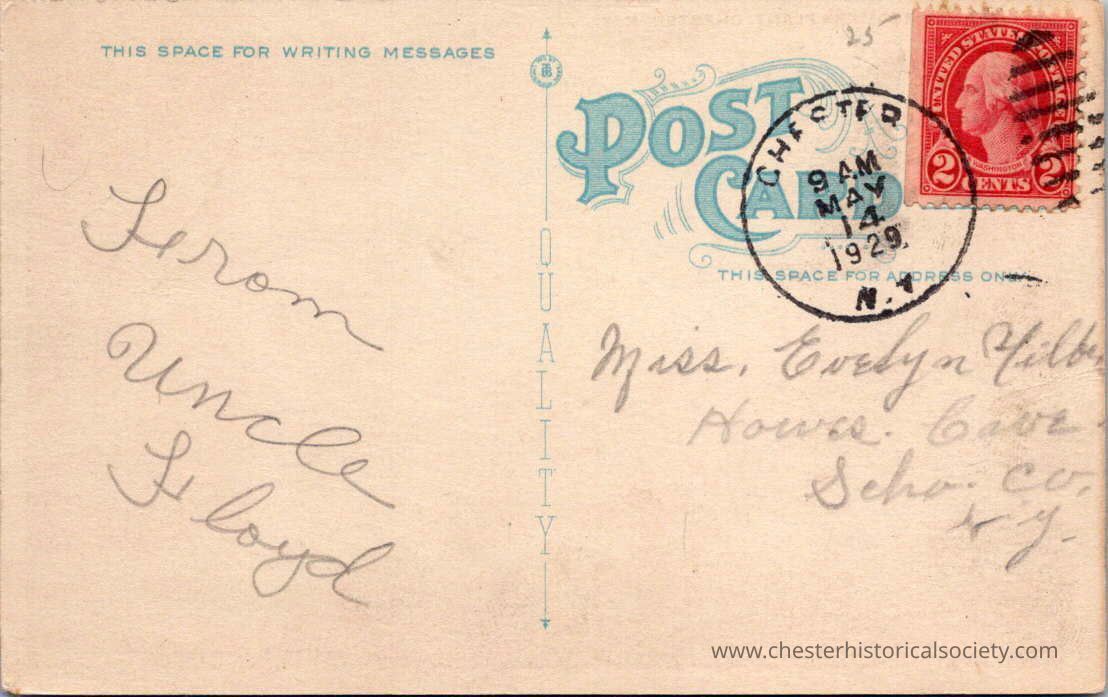 THIS SPACE FOR WRITING MESSAGES
From
Uncle
Floyd
QUALITY
25
POST
CARD
THIS SPACE FOR ADDRESS ONLY
CHESTER
9 AM
MAY
14
1929
N.Y
UNITED STATES POSTAGE
WASHINGTON
2 CENTS 2
Miss. Evelyn
Howes. Cave.
Scho. Co.
N.Y.
www.chesterhistoricalsociety.com